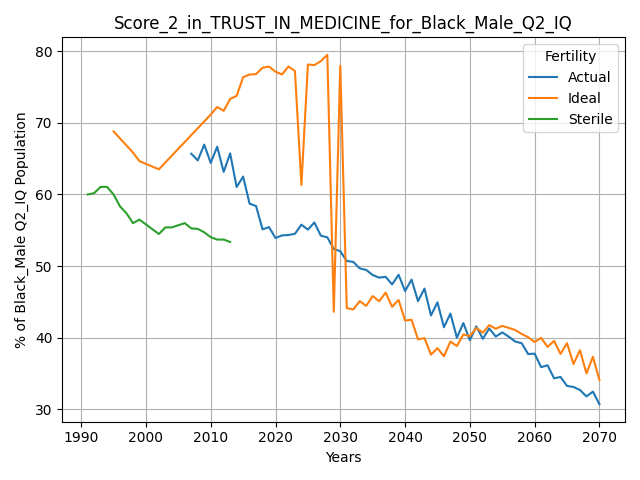 Score_2_in_TRUST_IN_MEDICINE_for_Black_Male_Q2_IQ
% of Black_Male Q2_IQ Population
80
70
60
50
40
30
Fertility
Actual
Ideal
Sterile
1990 2000 2010 2020 2030 2040 2050 2060 2070
Years